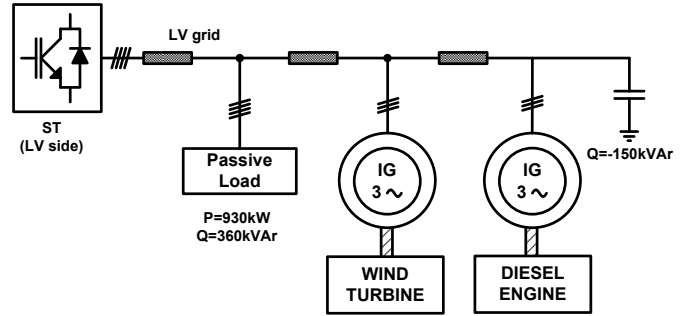 LV grid
ST
(LV side)
Passive
Load
P=930kW
Q=360kVAr
IG
3 ~
WIND
TURBINE
IG
3 ~
DIESEL
ENGINE
Q=-150kVAr